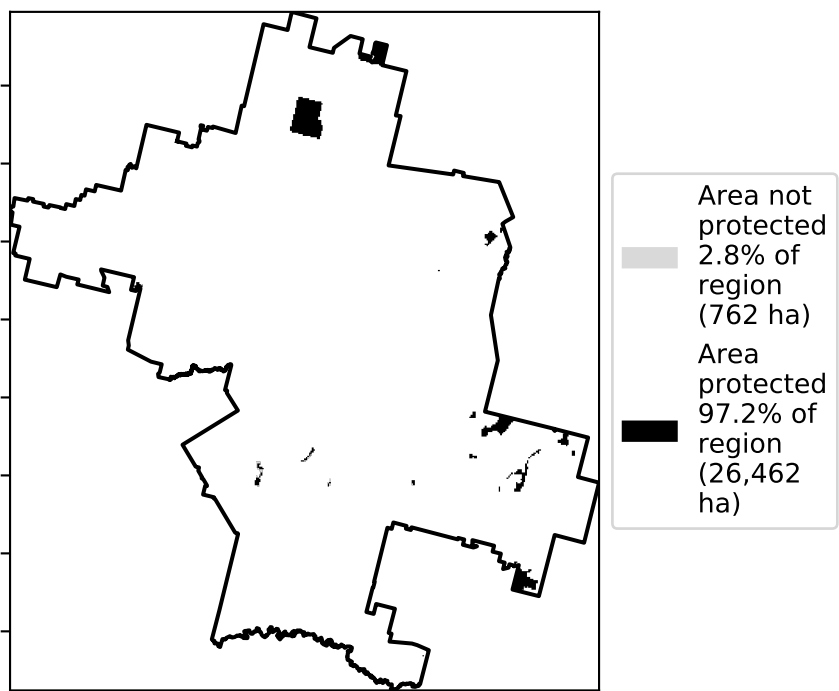 Area not
protected
2.8% of
region
(762 ha)
Area
protected
97.2% of
region
(26,462
ha)